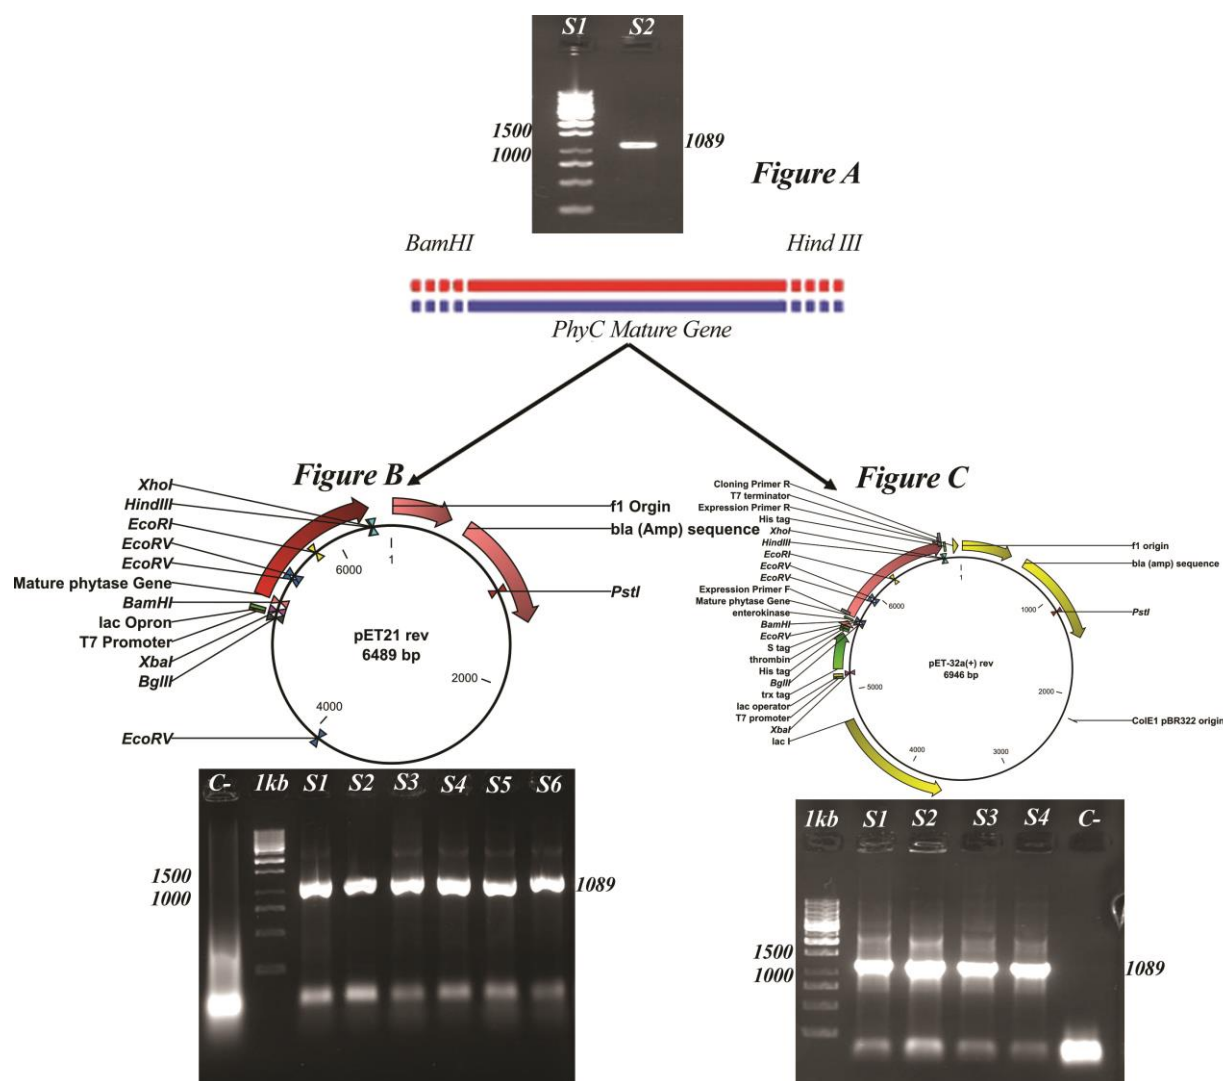 S1 S2
1500
1000
1089
Figure A
BamHI
Hind III
PhyC Mature Gene
Figure B
XhoI
HindIII
EcoRI
EcoRV
EcoRV
Mature phytase Gene
BamHI
lac Opron
T7 Promoter
XbaI
BglII
EcoRV
f1 Orgin
bla (Amp) sequence
PstI
1
2000
4000
6000
pET21 rev
6489 bp
Figure C
Cloning Primer R
T7 terminator
Expression Primer R
His tag
XhoI
HindIII
EcoRI
EcoRV
EcoRV
Expression Primer F
Mature phytase Gene
enterokinase
BamHI
EcoRV
S tag
thrombin
His tag
BglII
trx tag
lac operator
T7 promoter
XbaI
lac I
f1 origin
bla (amp) sequence
PstI
ColE1 pBR322 origin
1
1000
2000
3000
4000
5000
6000
pET-32a(+) rev
6946 bp
C- 1kb S1 S2 S3 S4 S5 S6
1500
1000
1089
1kb S1 S2 S3 S4 C-
1500
1000
1089